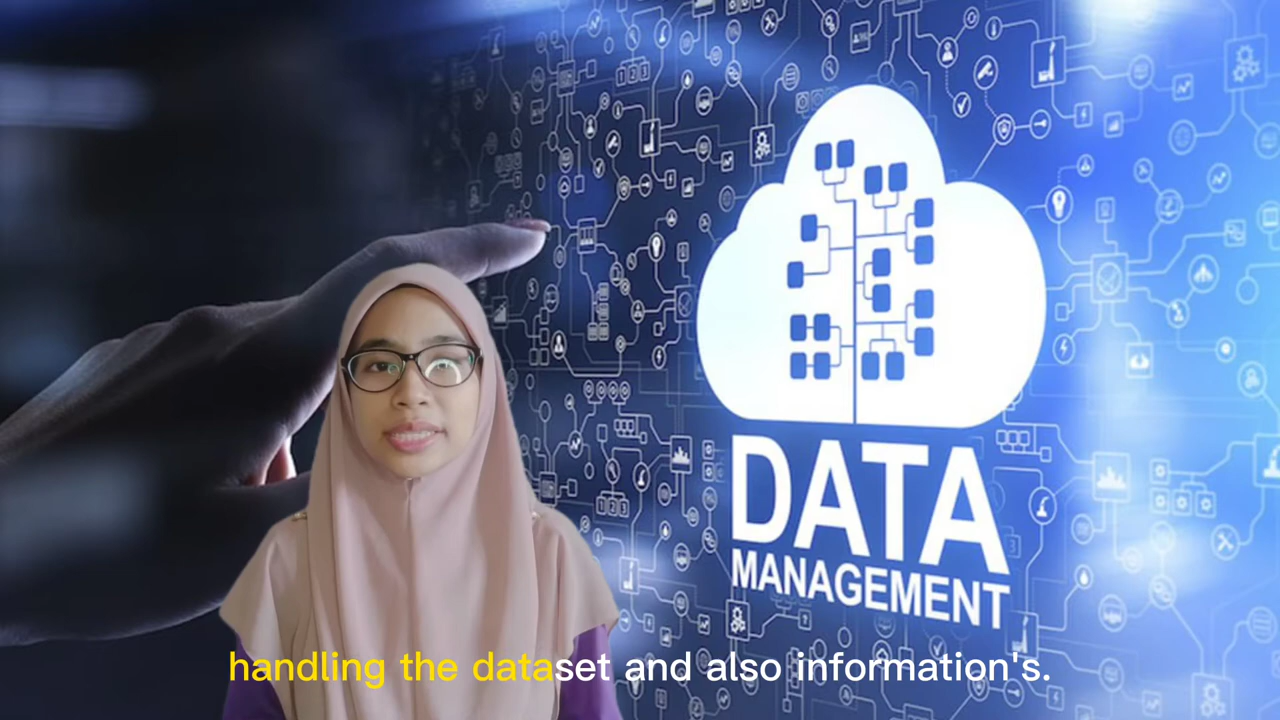 DATA
MANAGEMENT
handling the dataset and also information's.